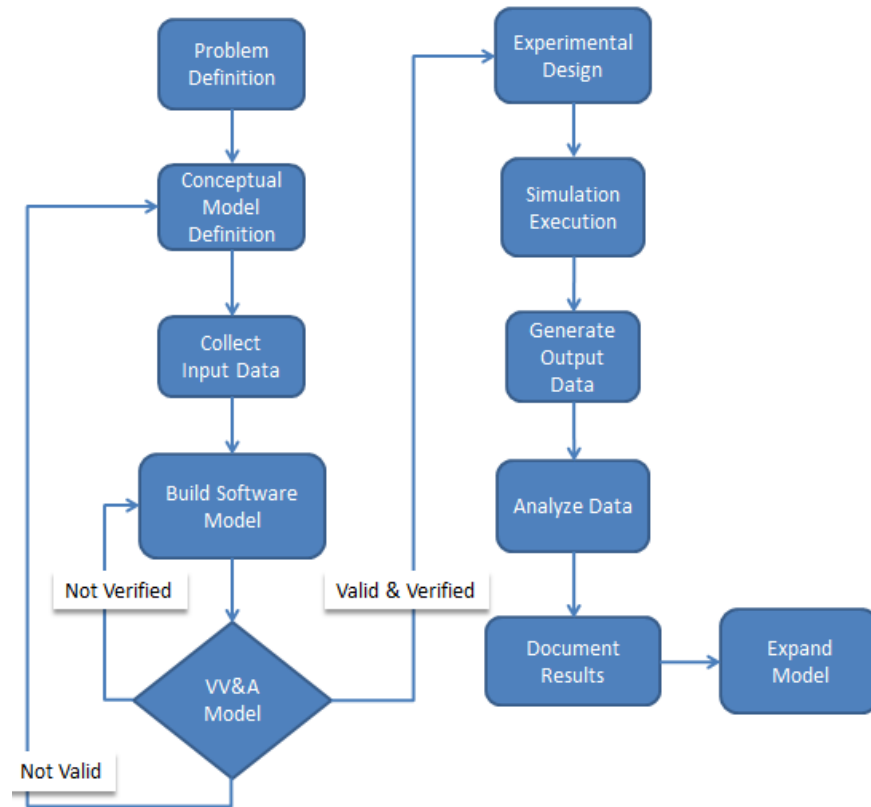 Problem
Definition
Conceptual
Model
Definition
Collect
Input Data
Build Software
Model
Not Verified
VV&A
Model
Not Valid
Valid & Verified
Experimental
Design
Simulation
Execution
Generate
Output
Data
Analyze Data
Document
Results
Expand
Model